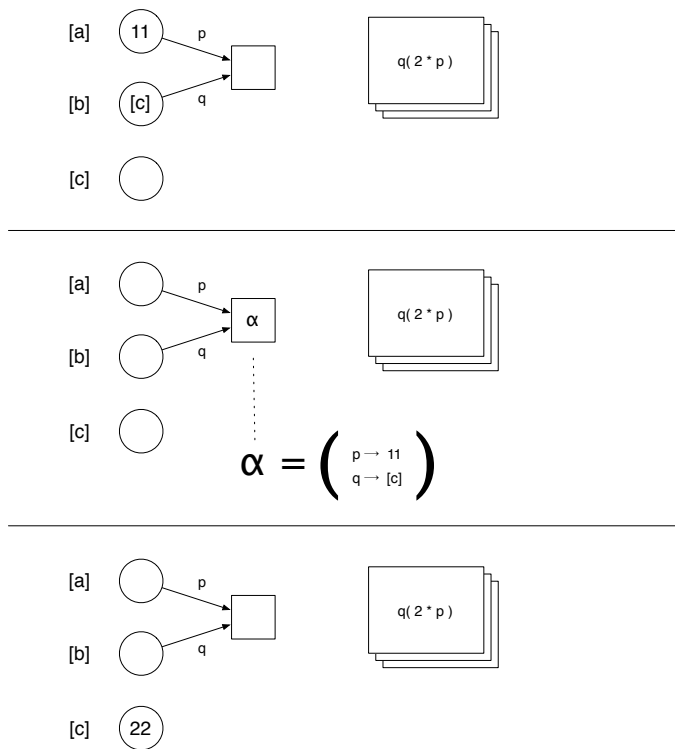 [a] 11 p
q( 2 * p )
[b] [c] q
[c]
[a] p
α q( 2 * p )
[b] q
[c]
α = ( p → 11
q → [c] )
[a] p
q( 2 * p )
[b] q
[c] 22